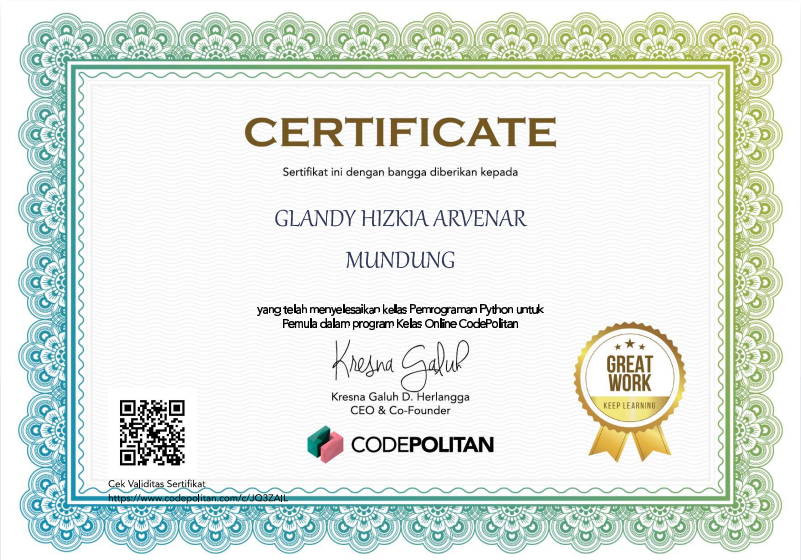 CERTIFICATE
Sertifikat ini dengan bangga diberikan kepada
GLANDY HIZKIA ARVENAR
MUNDUNG
yang telah menyelesaikan kelas Pemrograman Python untuk
Pemula dalam program Kelas Online CodePolitan
Kresna Galuh
Kresna Galuh D. Herlangga
CEO & Co-Founder
CODEPOLITAN
GREAT
WORK
KEEP LEARNING
Cek Validitas Sertifikat
https://www.codepolitan.com/c/JQ3ZAJL